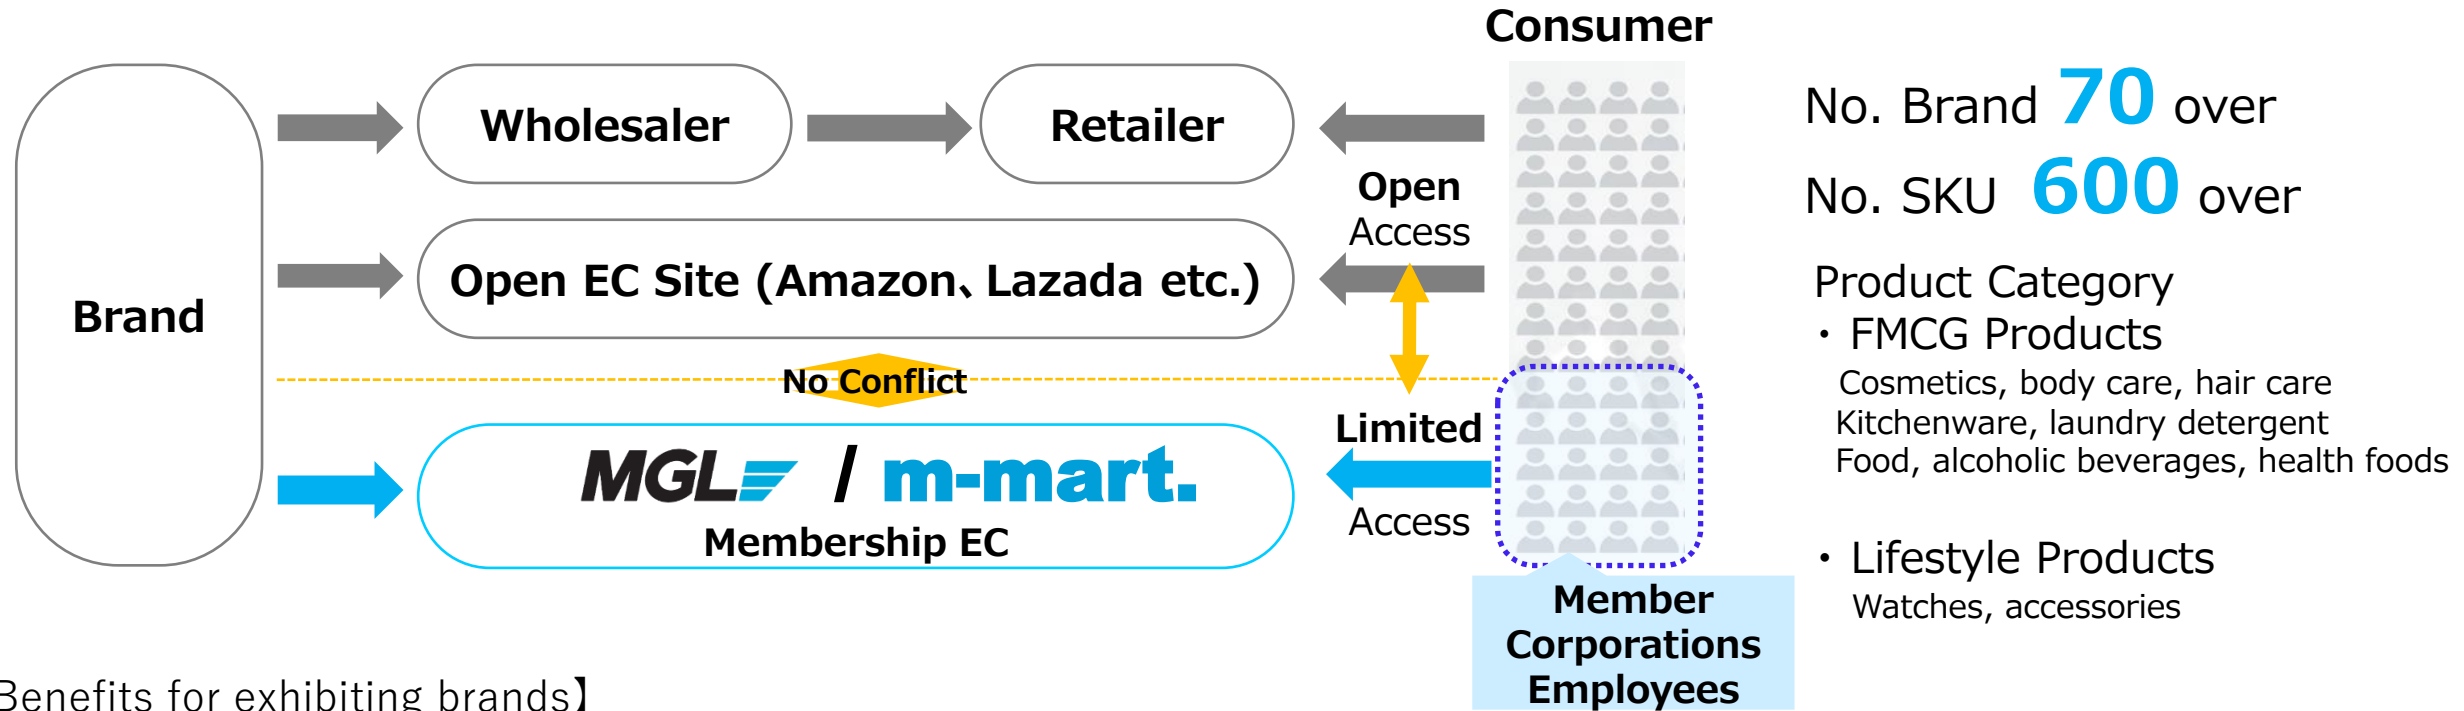 Consumer
Brand
Wholesaler
Retailer
Open
Access
Open EC Site (Amazon、Lazada etc.)
No Conflict
MGL / m-mart.
Membership EC
Limited
Access
Member
Corporations
Employees
No. Brand 70 over
No. SKU 600 over
Product Category
・FMCG Products
Cosmetics, body care, hair care
Kitchenware, laundry detergent
Food, alcoholic beverages, health foods
・Lifestyle Products
Watches, accessories
Benefits for exhibiting brands】